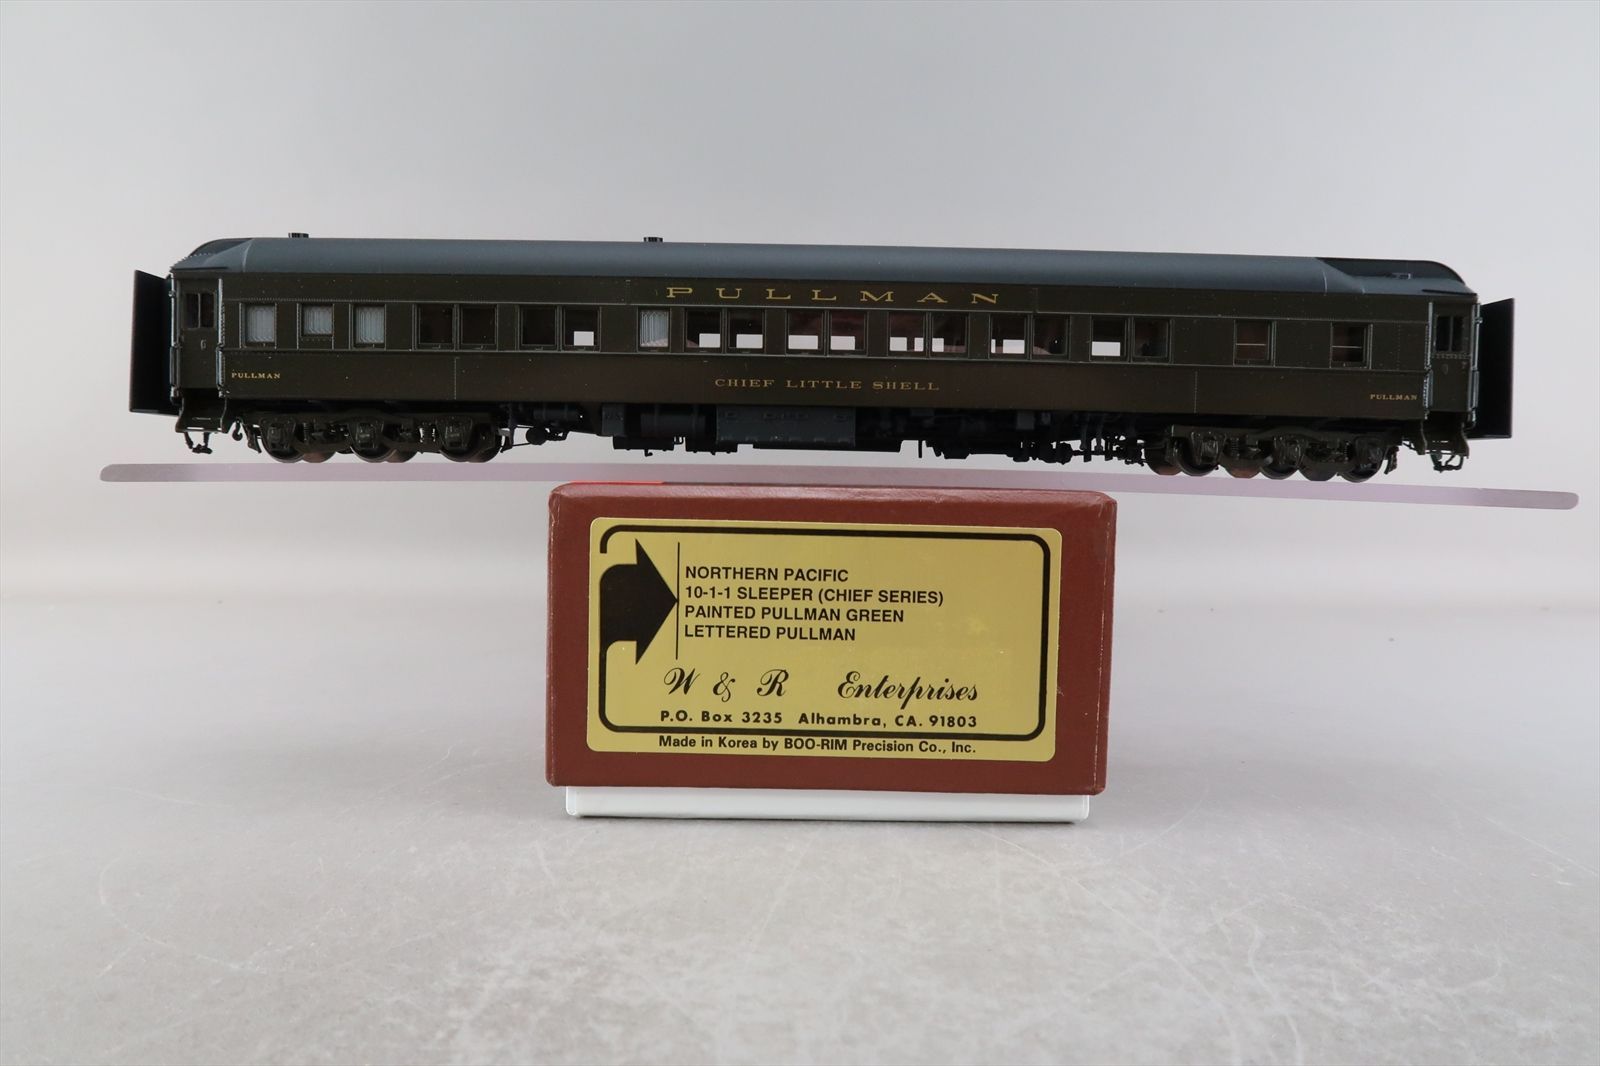 PULLMAN
PULLMAN
CHIEF LITTLE SHELL
PULLMAN
NORTHERN PACIFIC
10-1-1 SLEEPER (CHIEF SERIES)
PAINTED PULLMAN GREEN
LETTERED PULLMAN
W & R Enterprises
P.O. Box 3235 Alhambra, CA. 91803
Made in Korea by BOO-RIM Precision Co., Inc.